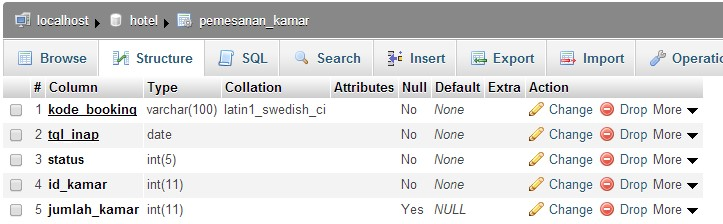 localhost hotel pemesanan_kamar
Browse Structure SQL Search Insert Export Import Operatio
# Column Type Collation Attributes Null Default Extra Action
1 kode_booking varchar(100) latin1_swedish_ci No None Change Drop More
2 tgl_inap date No None Change Drop More
3 status int(5) No None Change Drop More
4 id_kamar int(11) No None Change Drop More
5 jumlah_kamar int(11) Yes NULL Change Drop More